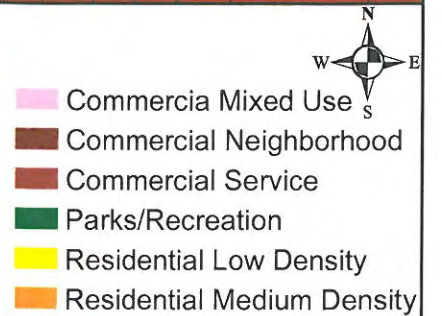 N
W E
S
Commercia Mixed Use
Commercial Neighborhood
Commercial Service
Parks/Recreation
Residential Low Density
Residential Medium Density